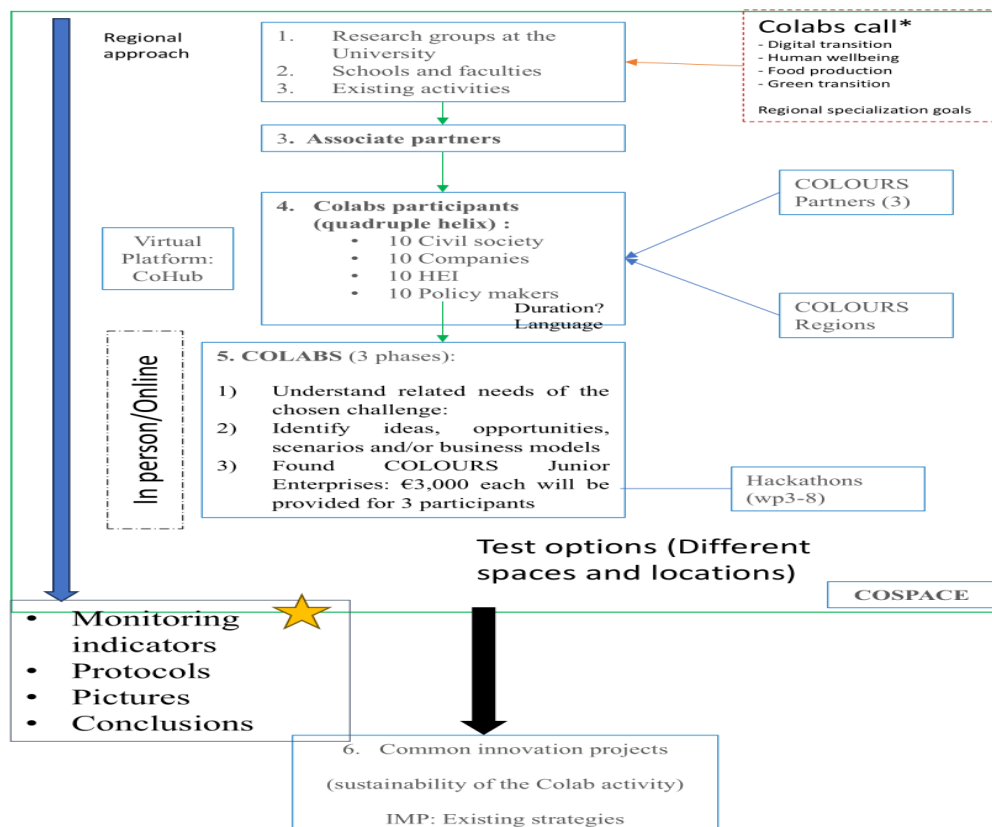 Regional
approach
1. Research groups at the
University
2. Schools and faculties
3. Existing activities
Colabs call*
- Digital transition
- Human wellbeing
- Food production
- Green transition
Regional specialization goals
3. Associate partners
4. Colabs participants
(quadruple helix) :
• 10 Civil society
• 10 Companies
• 10 HEI
• 10 Policy makers
Duration?
Language
COLOURS
Partners (3)
Virtual
Platform:
CoHub
COLOURS
Regions
In person/Online
5. COLABS (3 phases):
1) Understand related needs of the
chosen challenge:
2) Identify ideas, opportunities,
scenarios and/or business models
3) Found COLOURS Junior
Enterprises: €3,000 each will be
provided for 3 participants
Hackathons
(wp3-8)
Test options (Different
spaces and locations)
COSPACE
• Monitoring
indicators
• Protocols
• Pictures
• Conclusions
6. Common innovation projects
(sustainability of the Colab activity)
IMP: Existing strategies